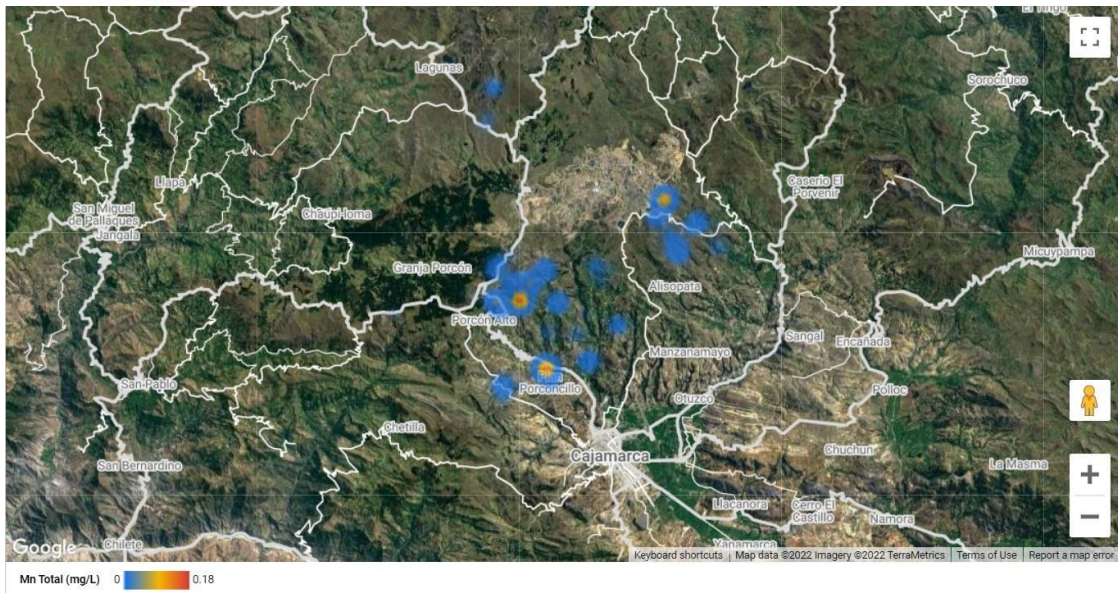 El Tingo
Lagunas
Sorochuco
Llapa
Caserio El
Porvenir
San Miguel
de Pallaques
Jangala
Chaupi-loma
Micuypampa
Granja Porcón
Alisopata
Porcón Alto
Sangal
Encañada
Manzanamayo
San Pablo
Porconcillo
Otuzco
Polloc
Chetilla
Cajamarca
Chuchun
San Bernardino
La Masma
Llacanora
Cerro El
Castillo
Namora
Yanamarca
Chilete
Google
Keyboard shortcuts
Map data ©2022 Imagery ©2022 TerraMetrics
Terms of Use
Report a map error
Mn Total (mg/L) 0 0.18